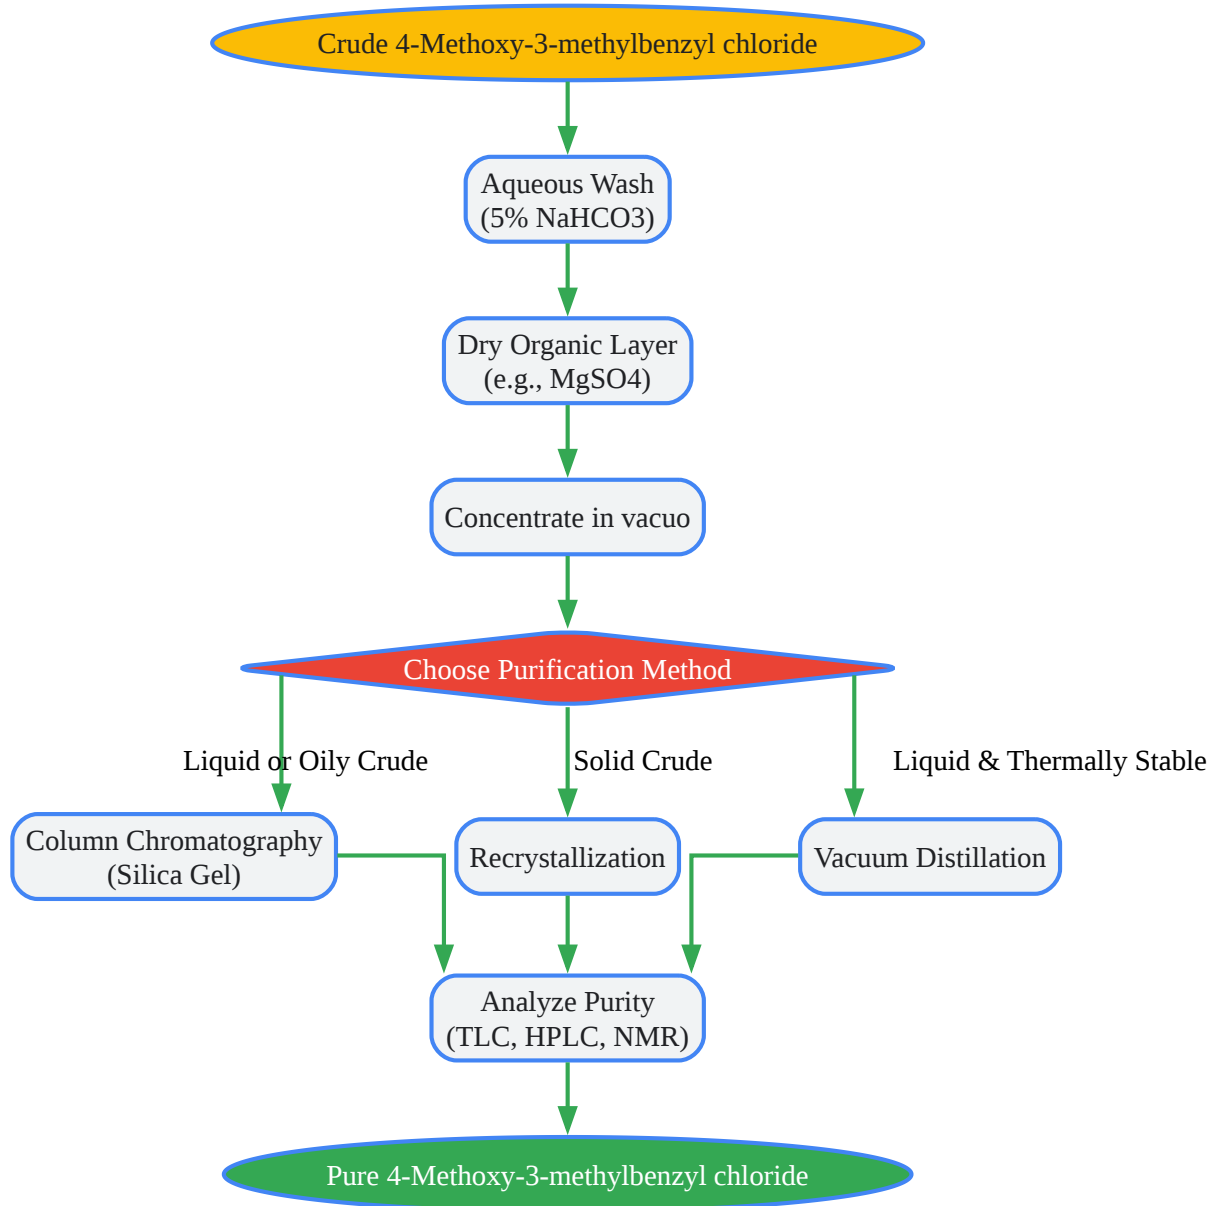 Crude 4-Methoxy-3-methylbenzyl chloride
Aqueous Wash
(5% NaHCO3)
Dry Organic Layer
(e.g., MgSO4)
Concentrate in vacuo
Choose Purification Method
Liquid or Oily Crude
Solid Crude
Liquid & Thermally Stable
Column Chromatography
(Silica Gel)
Recrystallization
Vacuum Distillation
Analyze Purity
(TLC, HPLC, NMR)
Pure 4-Methoxy-3-methylbenzyl chloride